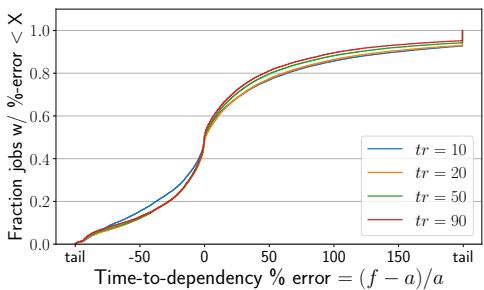 Fraction jobs w/ %-error < X
1.0
0.8
0.6
0.4
0.2
0.0
tr = 10
tr = 20
tr = 50
tr = 90
tail -50 0 50 100 150 tail
Time-to-dependency % error = (f − a)/a